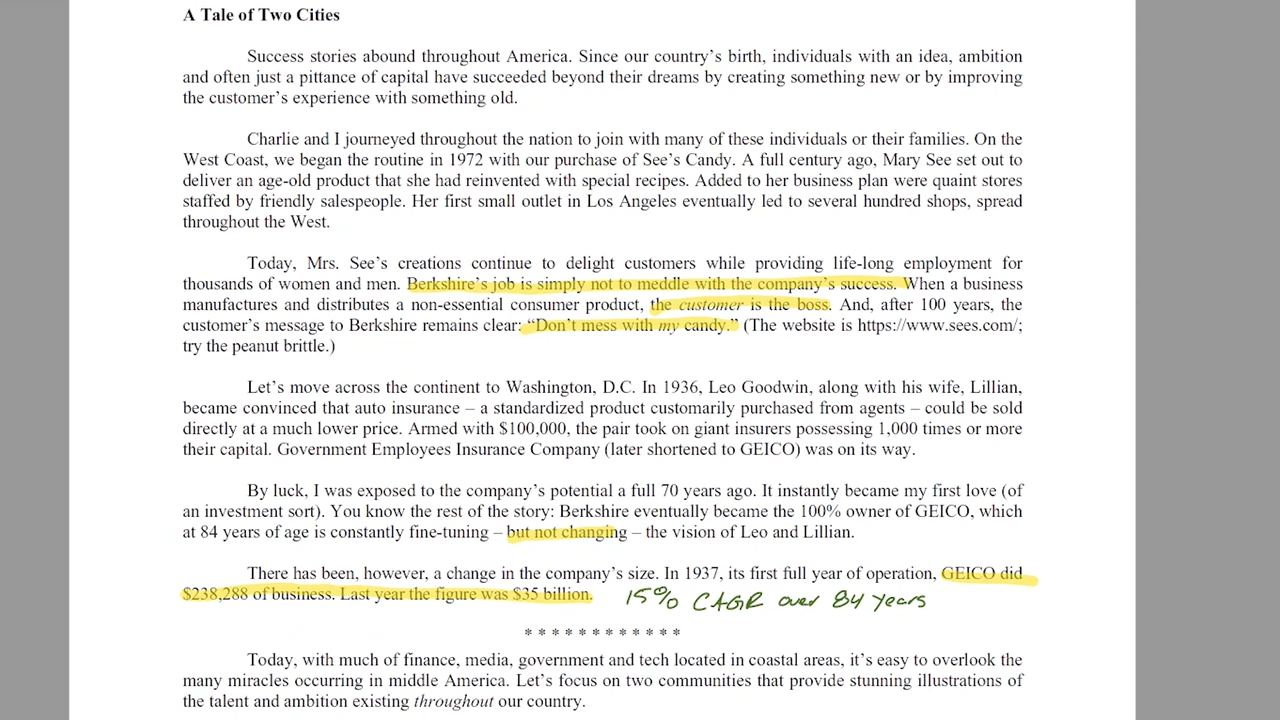 A Tale of Two Cities
Success stories abound throughout America. Since our country’s birth, individuals with an idea, ambition
and often just a pittance of capital have succeeded beyond their dreams by creating something new or by improving
the customer’s experience with something old.
Charlie and I journeyed throughout the nation to join with many of these individuals or their families. On the
West Coast, we began the routine in 1972 with our purchase of See’s Candy. A full century ago, Mary See set out to
deliver an age-old product that she had reinvented with special recipes. Added to her business plan were quaint stores
staffed by friendly salespeople. Her first small outlet in Los Angeles eventually led to several hundred shops, spread
throughout the West.
Today, Mrs. See’s creations continue to delight customers while providing life-long employment for
thousands of women and men. Berkshire’s job is simply not to meddle with the company’s success. When a business
manufactures and distributes a non-essential consumer product, the customer is the boss. And, after 100 years, the
customer’s message to Berkshire remains clear: “Don’t mess with my candy.” (The website is https://www.sees.com/;
try the peanut brittle.)
Let’s move across the continent to Washington, D.C. In 1936, Leo Goodwin, along with his wife, Lillian,
became convinced that auto insurance – a standardized product customarily purchased from agents – could be sold
directly at a much lower price. Armed with $100,000, the pair took on giant insurers possessing 1,000 times or more
their capital. Government Employees Insurance Company (later shortened to GEICO) was on its way.
By luck, I was exposed to the company’s potential a full 70 years ago. It instantly became my first love (of
an investment sort). You know the rest of the story: Berkshire eventually became the 100% owner of GEICO, which
at 84 years of age is constantly fine-tuning – but not changing – the vision of Leo and Lillian.
There has been, however, a change in the company’s size. In 1937, its first full year of operation, GEICO did
$238,288 of business. Last year the figure was $35 billion. 15% CAGR over 84 years
* * * * * * * * * * * *
Today, with much of finance, media, government and tech located in coastal areas, it’s easy to overlook the
many miracles occurring in middle America. Let’s focus on two communities that provide stunning illustrations of
the talent and ambition existing throughout our country.